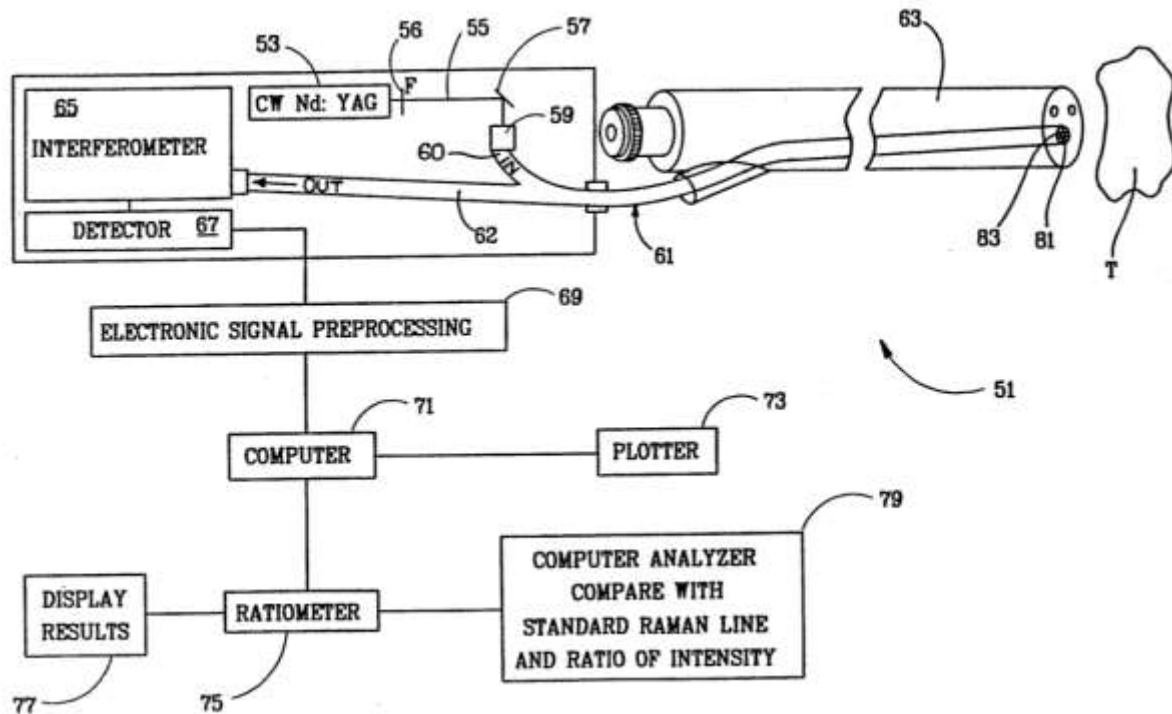 53
56
55
57
63
F
CW Nd: YAG
65
INTERFEROMETER
59
60
IN
OUT
DETECTOR 67
62
61
83
81
T
69
ELECTRONIC SIGNAL PREPROCESSING
51
71
73
COMPUTER
PLOTTER
79
COMPUTER ANALYZER
COMPARE WITH
STANDARD RAMAN LINE
AND RATIO OF INTENSITY
DISPLAY
RESULTS
RATIOMETER
77
75